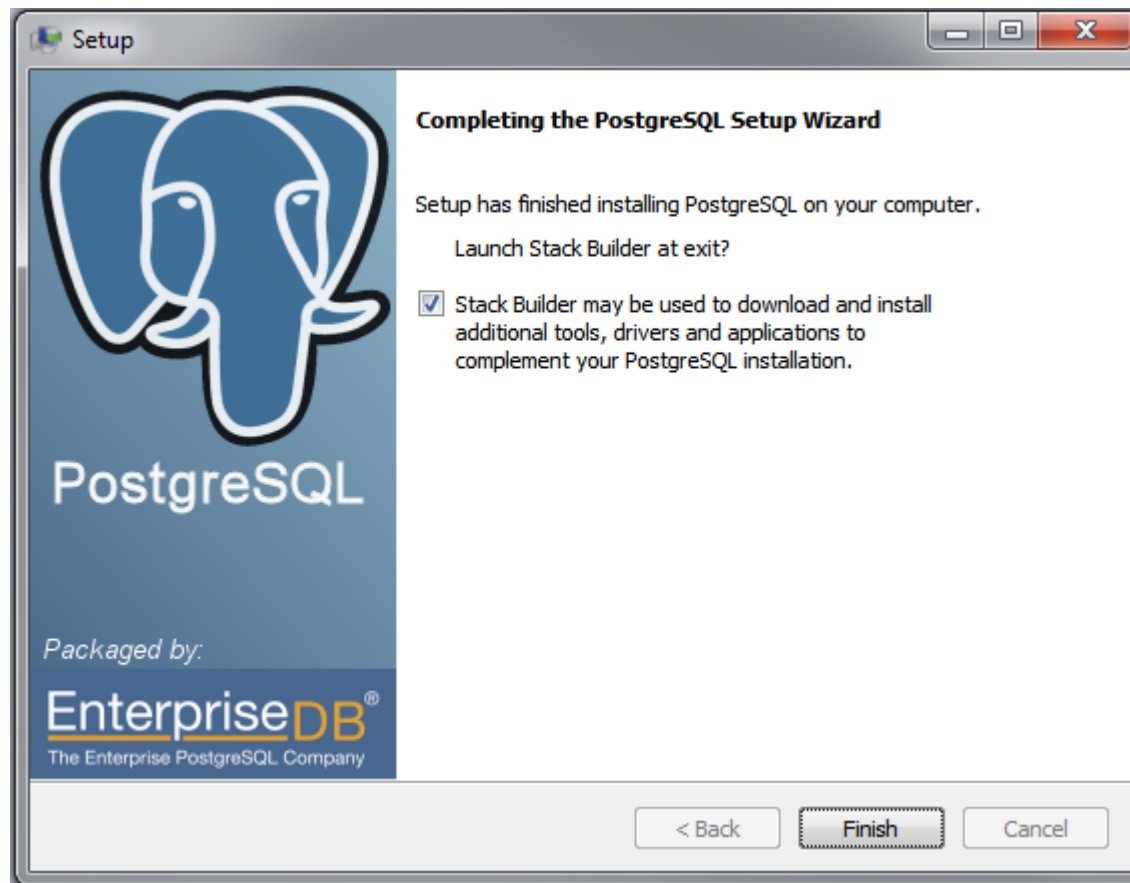 Setup
Completing the PostgreSQL Setup Wizard
Setup has finished installing PostgreSQL on your computer.
Launch Stack Builder at exit?
Stack Builder may be used to download and install
additional tools, drivers and applications to
complement your PostgreSQL installation.
PostgreSQL
Packaged by:
EnterpriseDB®
The Enterprise PostgreSQL Company
< Back
Finish
Cancel